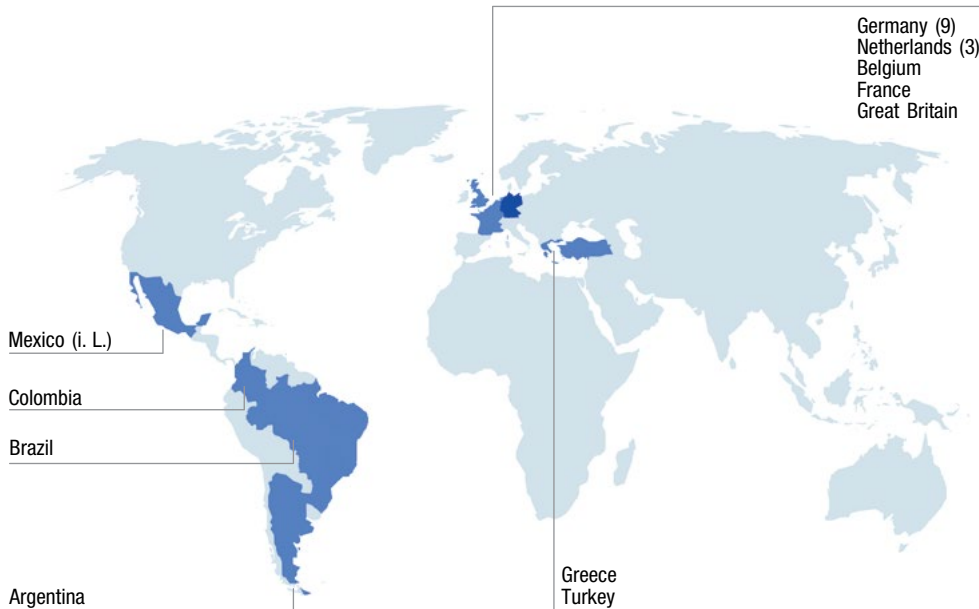 Germany (9)
Netherlands (3)
Belgium
France
Great Britain
Mexico (i. L.)
Colombia
Brazil
Argentina
Greece
Turkey